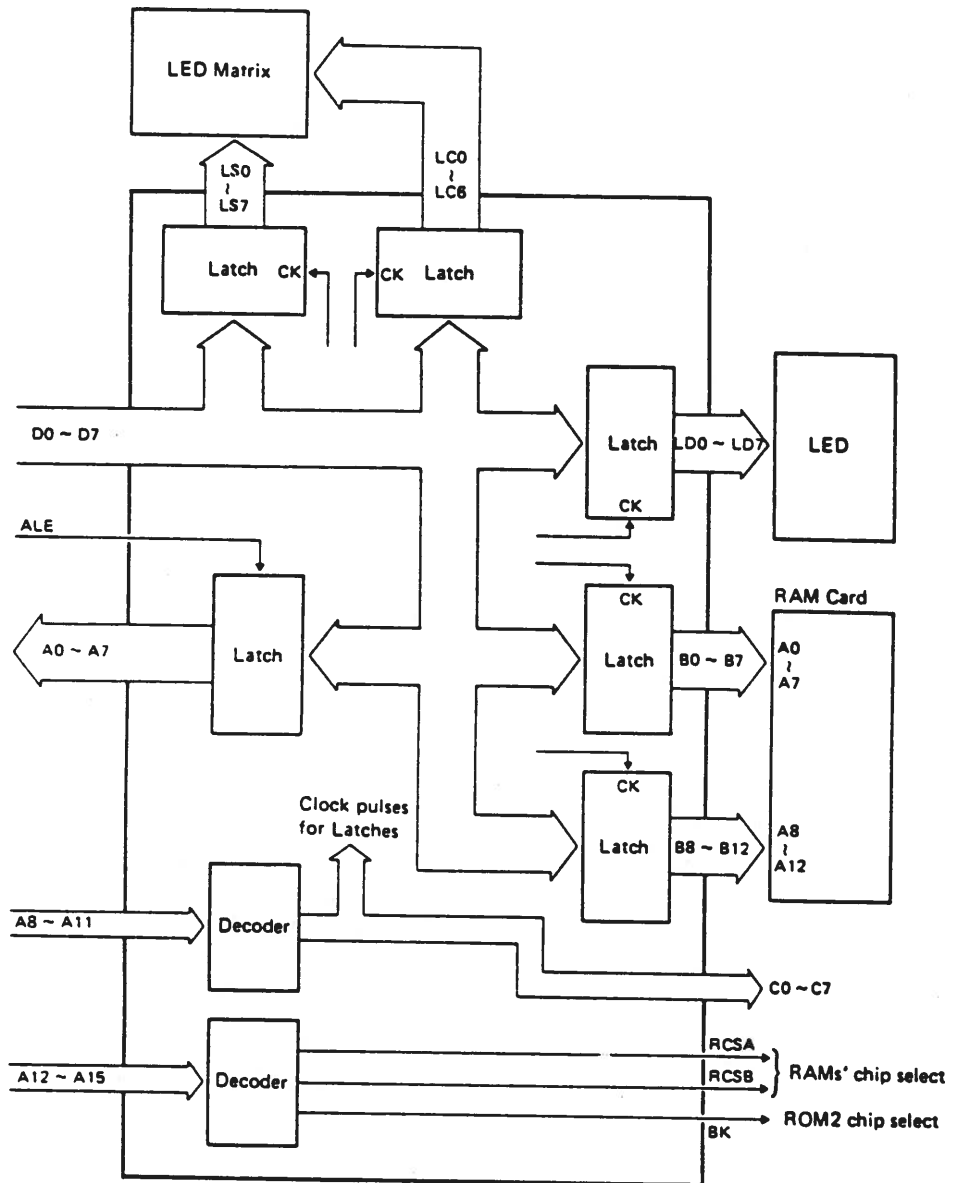 LED Matrix
LS0
~
LS7
LC0
~
LC6
Latch
CK
CK
Latch
D0 ~ D7
Latch
CK
LD0 ~ LD7
LED
ALE
A0 ~ A7
Latch
CK
Latch
B0 ~ B7
RAM Card
A0
~
A7
CK
Latch
B8 ~ B12
A8
~
A12
Clock pulses
for Latches
A8 ~ A11
Decoder
C0 ~ C7
A12 ~ A15
Decoder
RCSA
RCSB
RAMs' chip select
BK
ROM2 chip select